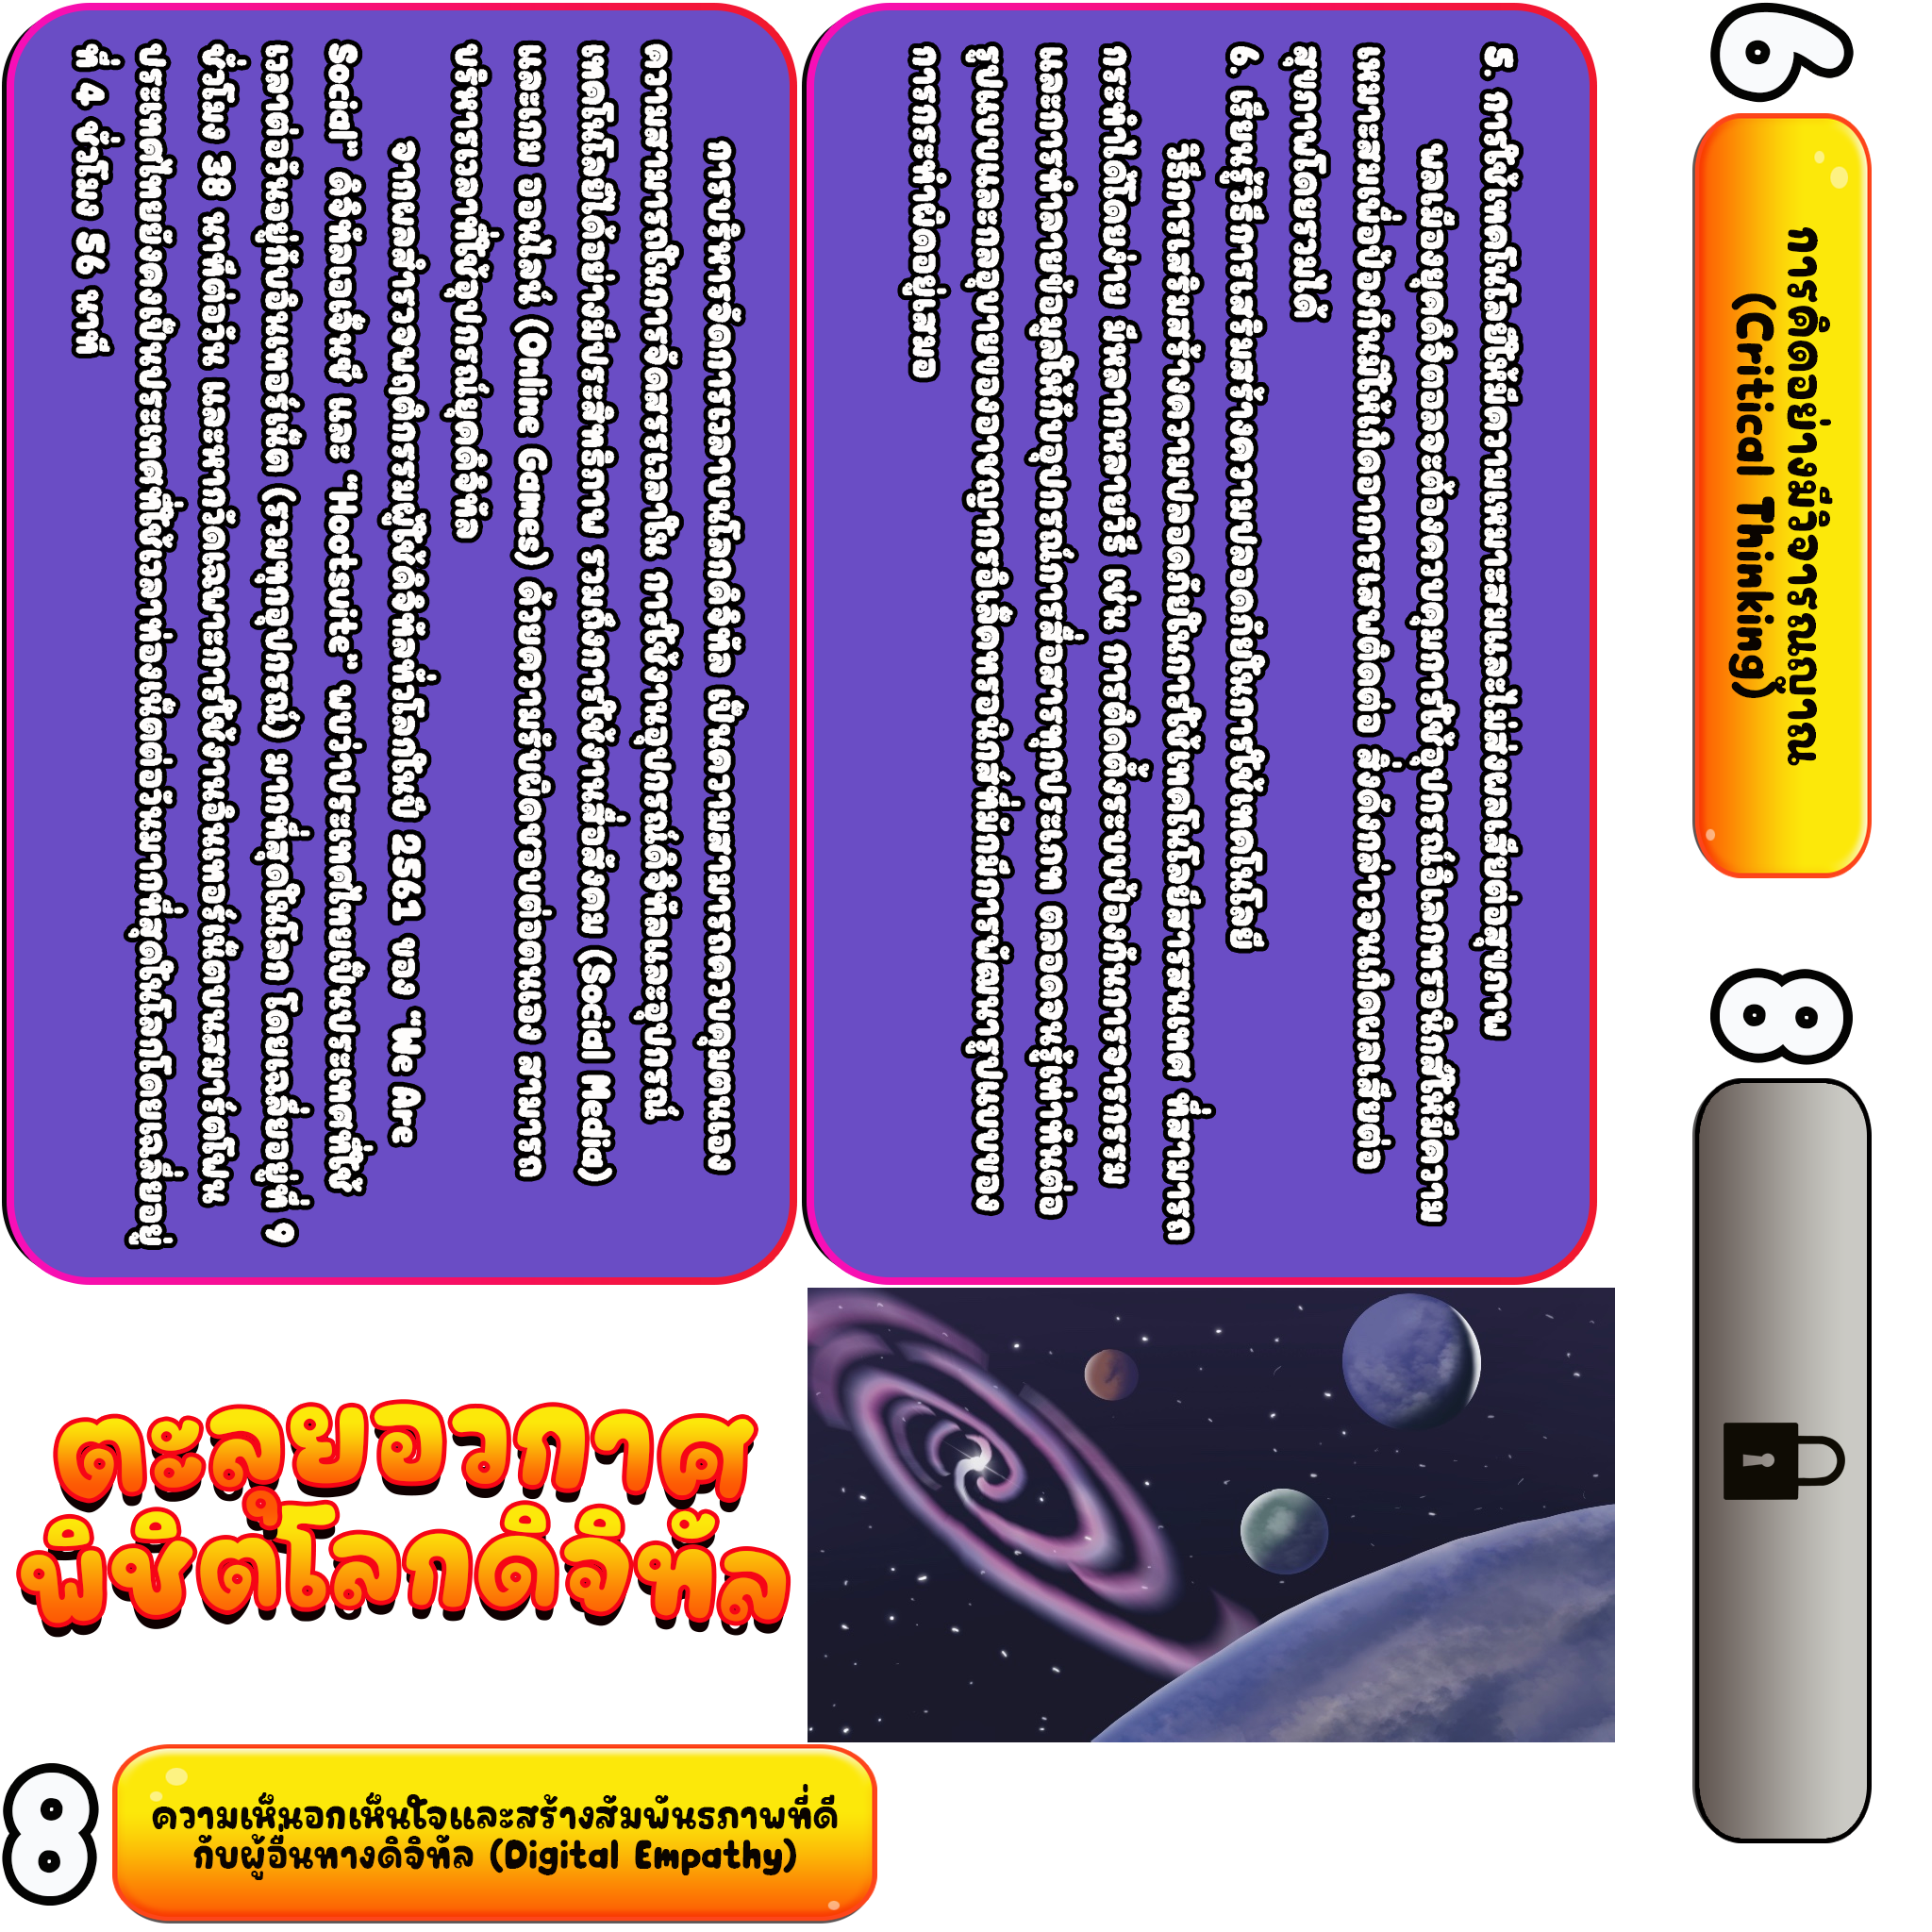 การบริหารจัดการเวลาบนโลกดิจิทัล เป็นความสามารถควบคุมตนเอง
ความสามารถในการจัดสรรเวลาใน การใช้งานอุปกรณ์ดิจิทัลและอุปกรณ์
เทคโนโลยีได้อย่างมีประสิทธิภาพ รวมถึงการใช้งานสื่อสังคม (Social Media)
และเกม ออนไลน์ (Online Games) ด้วยความรับผิดชอบต่อตนเอง สามารถ
บริหารเวลาที่ใช้อุปกรณ์ยุคดิจิทัล
จากผลสำรวจพฤติกรรมผู้ใช้ดิจิทัลทั่วโลกในปี 2561 ของ "We Are
Social" ดิจิทัลเอเจ้นซี่ และ "Hootsuite" พบว่าประเทศไทยเป็นประเทศที่ใช้
เวลาต่อวันอยู่กับอินเทอร์เน็ต (รวมทุกอุปกรณ์) มากที่สุดในโลก โดยเฉลี่ยอยู่ที่ 9
ชั่วโมง 38 นาทีต่อวัน และหากวัดเฉพาะการใช้งานอินเทอร์เน็ตบนสมาร์ตโฟน
ประเทศไทยยังคงเป็นประเทศที่ใช้เวลาท่องเน็ตต่อวันมากที่สุดในโลกโดยเฉลี่ยอยู่
ที่ 4 ชั่วโมง 56 นาที
5. การใช้เทคโนโลยีให้มีความเหมาะสมและไม่ส่งผลเสียต่อสุขภาพ
พลเมืองยุคดิจิตอลจะต้องควบคุมการใช้อุปกรณ์อิเลกทรอนิกส์ให้มีความ
เหมาะสมเพื่อป้องกันมิให้เกิดอาการเสพติดต่อ สิ่งดังกล่าวจนเกิดผลเสียต่อ
สุขภาพโดยรวมได้
6. เรียนรู้วิธีการเสริมสร้างความปลอดภัยในการใช้เทคโนโลยี
วิธีการเสริมสร้างความปลอดภัยในการใช้เทคโนโลยีสารสนเทศ ที่สามารถ
กระทำได้โดยง่าย มีหลากหลายวิธี เช่น การติดตั้งระบบป้องกันการจารกรรม
และการทำลายข้อมูลให้กับอุปกรณ์การสื่อสารทุกประเภท ตลอดจนรู้เท่าทันต่อ
รูปแบบและกลอุบายของอาชญากรอิเล็คทรอนิกส์ที่มักมีการพัฒนารูปแบบของ
การกระทำผิดอยู่เสมอ
6
การคิดอย่างมีวิจารณญาณ
(Critical Thinking)
8
ตะลุยอวกาศ
พิชิตโลกดิจิทัล
8
ความเห็นอกเห็นใจและสร้างสัมพันธภาพที่ดี
กับผู้อื่นทางดิจิทัล (Digital Empathy)